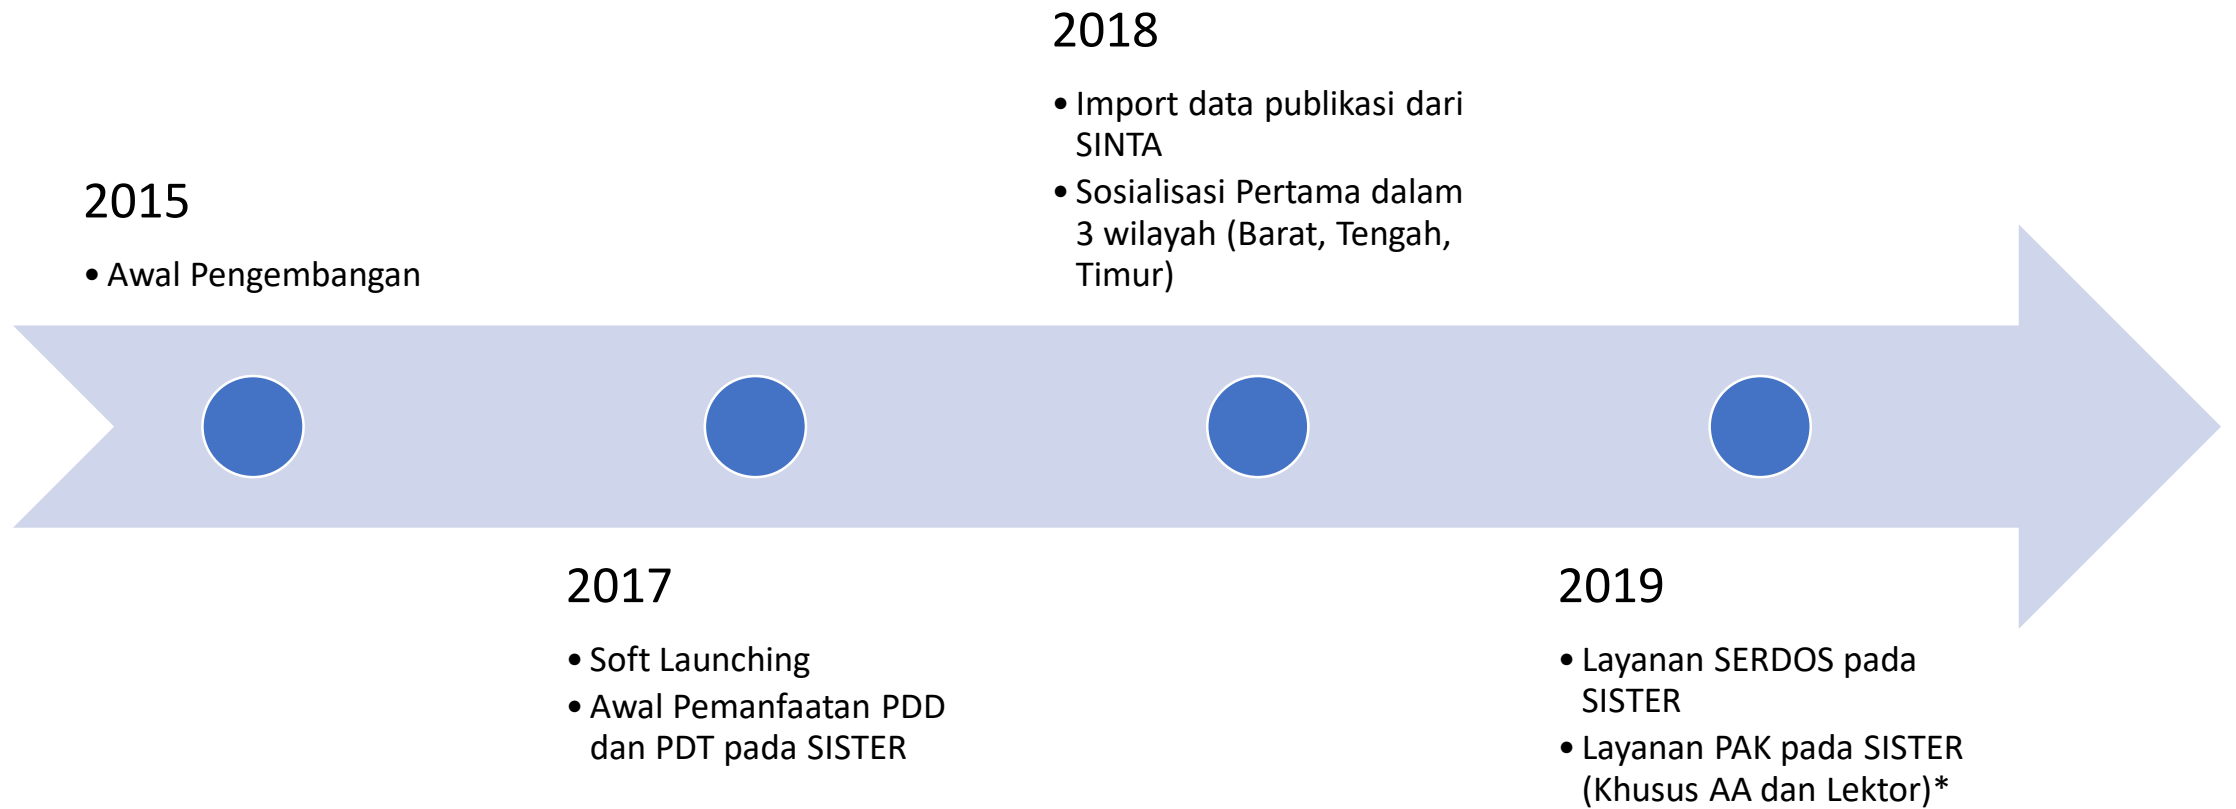 2015
• Awal Pengembangan
2017
• Soft Launching
• Awal Pemanfaatan PDD
dan PDT pada SISTER
2018
• Import data publikasi dari
SINTA
• Sosialisasi Pertama dalam
3 wilayah (Barat, Tengah,
Timur)
2019
• Layanan SERDOS pada
SISTER
• Layanan PAK pada SISTER
(Khusus AA dan Lektor)*